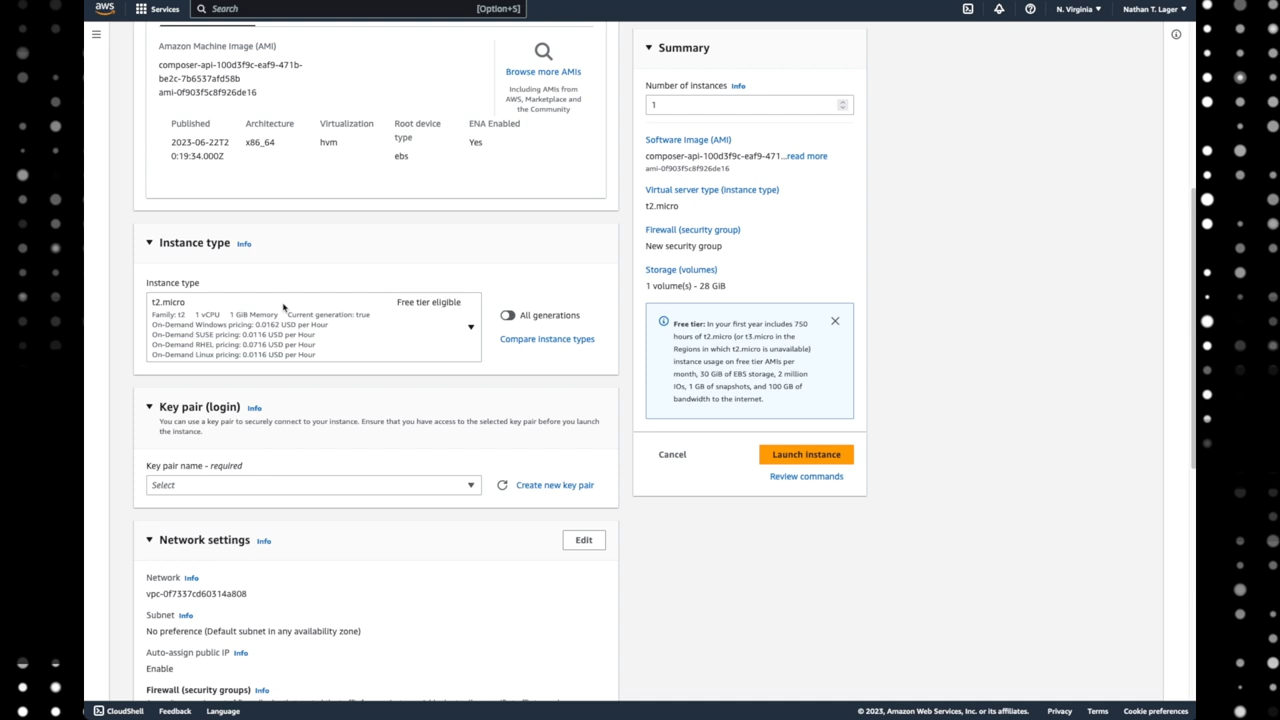 aws
Services
Search
[Option+S]
N. Virginia
Nathan T. Lager
Amazon Machine Image (AMI)
composer-api-100d3f9c-eaf9-471b-
be2c-7b6537afd58b
ami-0f903f5c8f926de16
Browse more AMIs
Including AMIs from
AWS, Marketplace and
the Community
Published
Architecture
Virtualization
Root device
type
ENA Enabled
2023-06-22T2
0:19:34.000Z
x86_64
hvm
ebs
Yes
Instance type Info
Instance type
t2.micro
Free tier eligible
Family: t2 1 vCPU 1 GiB Memory Current generation: true
On-Demand Windows pricing: 0.0162 USD per Hour
On-Demand SUSE pricing: 0.0116 USD per Hour
On-Demand RHEL pricing: 0.0716 USD per Hour
On-Demand Linux pricing: 0.0116 USD per Hour
All generations
Compare instance types
Key pair (login) Info
You can use a key pair to securely connect to your instance. Ensure that you have access to the selected key pair before you launch
the instance.
Key pair name - required
Select
Create new key pair
Network settings Info
Edit
Network Info
vpc-0f7337cd60314a808
Subnet Info
No preference (Default subnet in any availability zone)
Auto-assign public IP Info
Enable
Firewall (security groups) Info
Summary
Number of instances Info
1
Software Image (AMI)
composer-api-100d3f9c-eaf9-471...read more
ami-0f903f5c8f926de16
Virtual server type (instance type)
t2.micro
Firewall (security group)
New security group
Storage (volumes)
1 volume(s) - 28 GiB
Free tier: In your first year includes 750
hours of t2.micro (or t3.micro in the
Regions in which t2.micro is unavailable)
instance usage on free tier AMIs per
month, 30 GiB of EBS storage, 2 million
IOs, 1 GB of snapshots, and 100 GB of
bandwidth to the internet.
Cancel
Launch instance
Review commands
CloudShell
Feedback
Language
© 2023, Amazon Web Services, Inc. or its affiliates.
Privacy
Terms
Cookie preferences